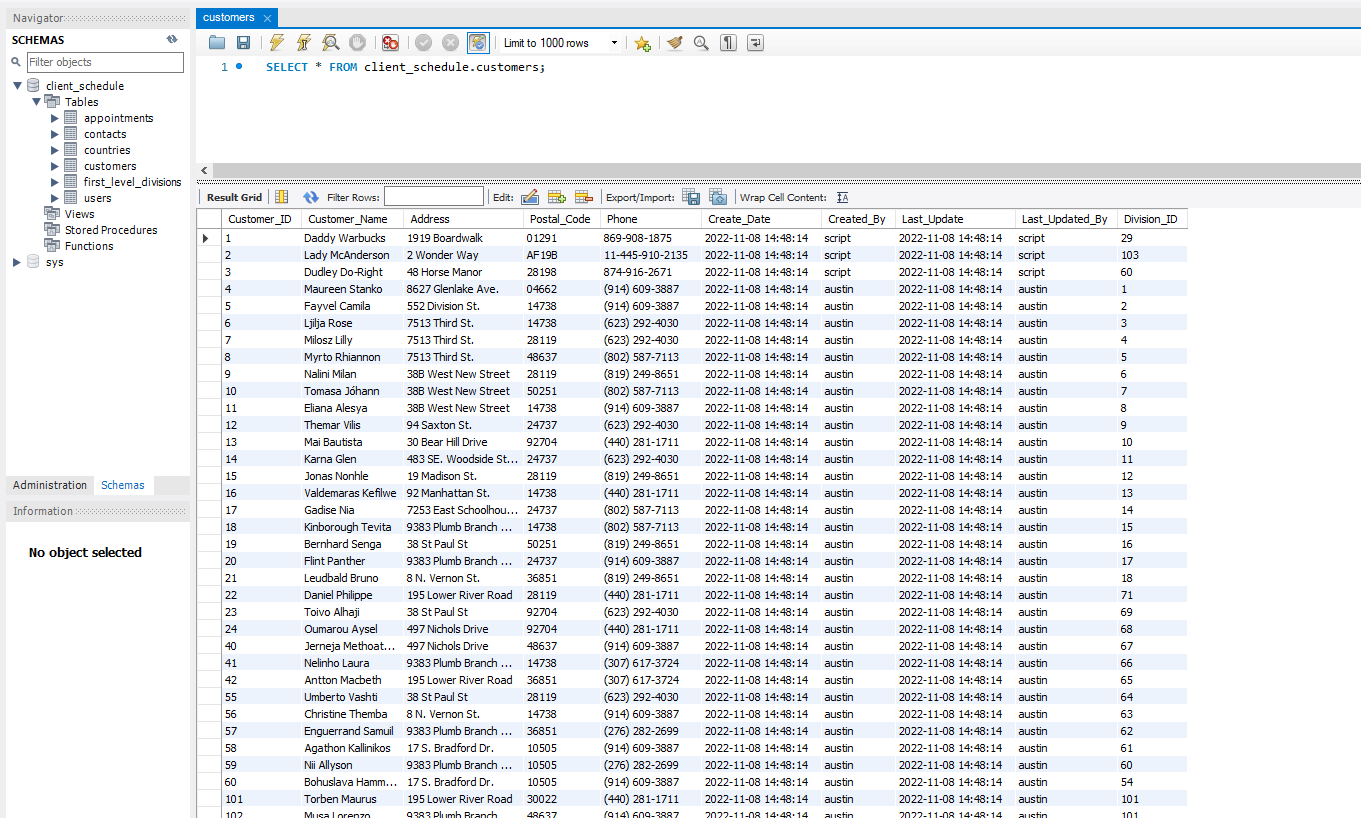 Navigator
SCHEMAS
Filter objects
client_schedule
Tables
appointments
contacts
countries
customers
first_level_divisions
users
Views
Stored Procedures
Functions
sys
Administration Schemas
Information
No object selected
customers
Limit to 1000 rows
1 SELECT * FROM client_schedule.customers;
Result Grid Filter Rows: Edit: Export/Import: Wrap Cell Content:
Customer_ID Customer_Name Address Postal_Code Phone Create_Date Created_By Last_Update Last_Updated_By Division_ID
1 Daddy Warbucks 1919 Boardwalk 01291 869-908-1875 2022-11-08 14:48:14 script 2022-11-08 14:48:14 script 29
2 Lady McAnderson 2 Wonder Way AF19B 11-445-910-2135 2022-11-08 14:48:14 script 2022-11-08 14:48:14 script 103
3 Dudley Do-Right 48 Horse Manor 28198 874-916-2671 2022-11-08 14:48:14 script 2022-11-08 14:48:14 script 60
4 Maureen Stanko 8627 Glenlake Ave. 04662 (914) 609-3887 2022-11-08 14:48:14 austin 2022-11-08 14:48:14 austin 1
5 Fayvel Camila 552 Division St. 14738 (914) 609-3887 2022-11-08 14:48:14 austin 2022-11-08 14:48:14 austin 2
6 Ljilja Rose 7513 Third St. 14738 (623) 292-4030 2022-11-08 14:48:14 austin 2022-11-08 14:48:14 austin 3
7 Milosz Lilly 7513 Third St. 28119 (623) 292-4030 2022-11-08 14:48:14 austin 2022-11-08 14:48:14 austin 4
8 Myrto Rhiannon 7513 Third St. 48637 (802) 587-7113 2022-11-08 14:48:14 austin 2022-11-08 14:48:14 austin 5
9 Nalini Milan 38B West New Street 28119 (819) 249-8651 2022-11-08 14:48:14 austin 2022-11-08 14:48:14 austin 6
10 Tomasa Jóhann 38B West New Street 50251 (802) 587-7113 2022-11-08 14:48:14 austin 2022-11-08 14:48:14 austin 7
11 Eliana Alesya 38B West New Street 14738 (914) 609-3887 2022-11-08 14:48:14 austin 2022-11-08 14:48:14 austin 8
12 Themar Vilis 94 Saxton St. 24737 (623) 292-4030 2022-11-08 14:48:14 austin 2022-11-08 14:48:14 austin 9
13 Mai Bautista 30 Bear Hill Drive 92704 (440) 281-1711 2022-11-08 14:48:14 austin 2022-11-08 14:48:14 austin 10
14 Karna Glen 483 SE. Woodside St... 24737 (623) 292-4030 2022-11-08 14:48:14 austin 2022-11-08 14:48:14 austin 11
15 Jonas Nonhle 19 Madison St. 28119 (819) 249-8651 2022-11-08 14:48:14 austin 2022-11-08 14:48:14 austin 12
16 Valdemaras Kefilwe 92 Manhattan St. 14738 (440) 281-1711 2022-11-08 14:48:14 austin 2022-11-08 14:48:14 austin 13
17 Gadise Nia 7253 East Schoolhou... 24737 (802) 587-7113 2022-11-08 14:48:14 austin 2022-11-08 14:48:14 austin 14
18 Kinborough Tevita 9383 Plumb Branch ... 14738 (802) 587-7113 2022-11-08 14:48:14 austin 2022-11-08 14:48:14 austin 15
19 Bernhard Senga 38 St Paul St 50251 (819) 249-8651 2022-11-08 14:48:14 austin 2022-11-08 14:48:14 austin 16
20 Flint Panther 9383 Plumb Branch ... 24737 (914) 609-3887 2022-11-08 14:48:14 austin 2022-11-08 14:48:14 austin 17
21 Leudbald Bruno 8 N. Vernon St. 36851 (819) 249-8651 2022-11-08 14:48:14 austin 2022-11-08 14:48:14 austin 18
22 Daniel Philippe 195 Lower River Road 28119 (440) 281-1711 2022-11-08 14:48:14 austin 2022-11-08 14:48:14 austin 71
23 Toivo Alhaji 38 St Paul St 92704 (623) 292-4030 2022-11-08 14:48:14 austin 2022-11-08 14:48:14 austin 69
24 Oumarou Aysel 497 Nichols Drive 92704 (440) 281-1711 2022-11-08 14:48:14 austin 2022-11-08 14:48:14 austin 68
40 Jerneja Methoat... 497 Nichols Drive 48637 (914) 609-3887 2022-11-08 14:48:14 austin 2022-11-08 14:48:14 austin 67
41 Nelinho Laura 9383 Plumb Branch ... 14738 (307) 617-3724 2022-11-08 14:48:14 austin 2022-11-08 14:48:14 austin 66
42 Antton Macbeth 195 Lower River Road 36851 (307) 617-3724 2022-11-08 14:48:14 austin 2022-11-08 14:48:14 austin 65
55 Umberto Vashti 38 St Paul St 28119 (623) 292-4030 2022-11-08 14:48:14 austin 2022-11-08 14:48:14 austin 64
56 Christine Themba 8 N. Vernon St. 14738 (914) 609-3887 2022-11-08 14:48:14 austin 2022-11-08 14:48:14 austin 63
57 Enguerrand Samuil 9383 Plumb Branch ... 36851 (276) 282-2699 2022-11-08 14:48:14 austin 2022-11-08 14:48:14 austin 62
58 Agathon Kallinikos 17 S. Bradford Dr. 10505 (914) 609-3887 2022-11-08 14:48:14 austin 2022-11-08 14:48:14 austin 61
59 Nii Allyson 9383 Plumb Branch ... 10505 (276) 282-2699 2022-11-08 14:48:14 austin 2022-11-08 14:48:14 austin 60
60 Bohuslava Hamm... 17 S. Bradford Dr. 10505 (914) 609-3887 2022-11-08 14:48:14 austin 2022-11-08 14:48:14 austin 54
101 Torben Maurus 195 Lower River Road 30022 (440) 281-1711 2022-11-08 14:48:14 austin 2022-11-08 14:48:14 austin 101
102 Musa Lorenzo 9383 Plumb Branch 48637 (914) 609-3887 2022-11-08 14:48:14 austin 2022-11-08 14:48:14 austin 101